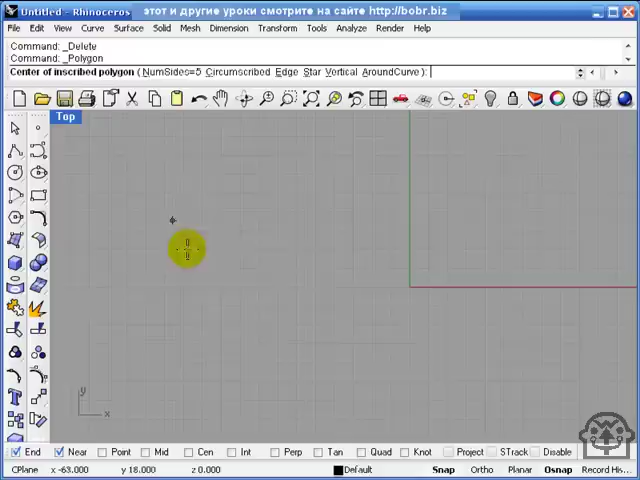 Untitled - Rhinoceros
этот и другие уроки смотрите на сайте http://bobr.biz
File Edit View Curve Surface Solid Mesh Dimension Transform Tools Analyze Render Help
Command: _Delete
Command: _Polygon
Center of inscribed polygon ( NumSides=5 Circumscribed Edge Star Vertical AroundCurve ):
Top
y
x
End Near Point Mid Cen Int Perp Tan Quad Knot Project STrack Disable
CPlane x -63.000 y 18.000 z 0.000 Default Snap Ortho Planar Osnap Record His...